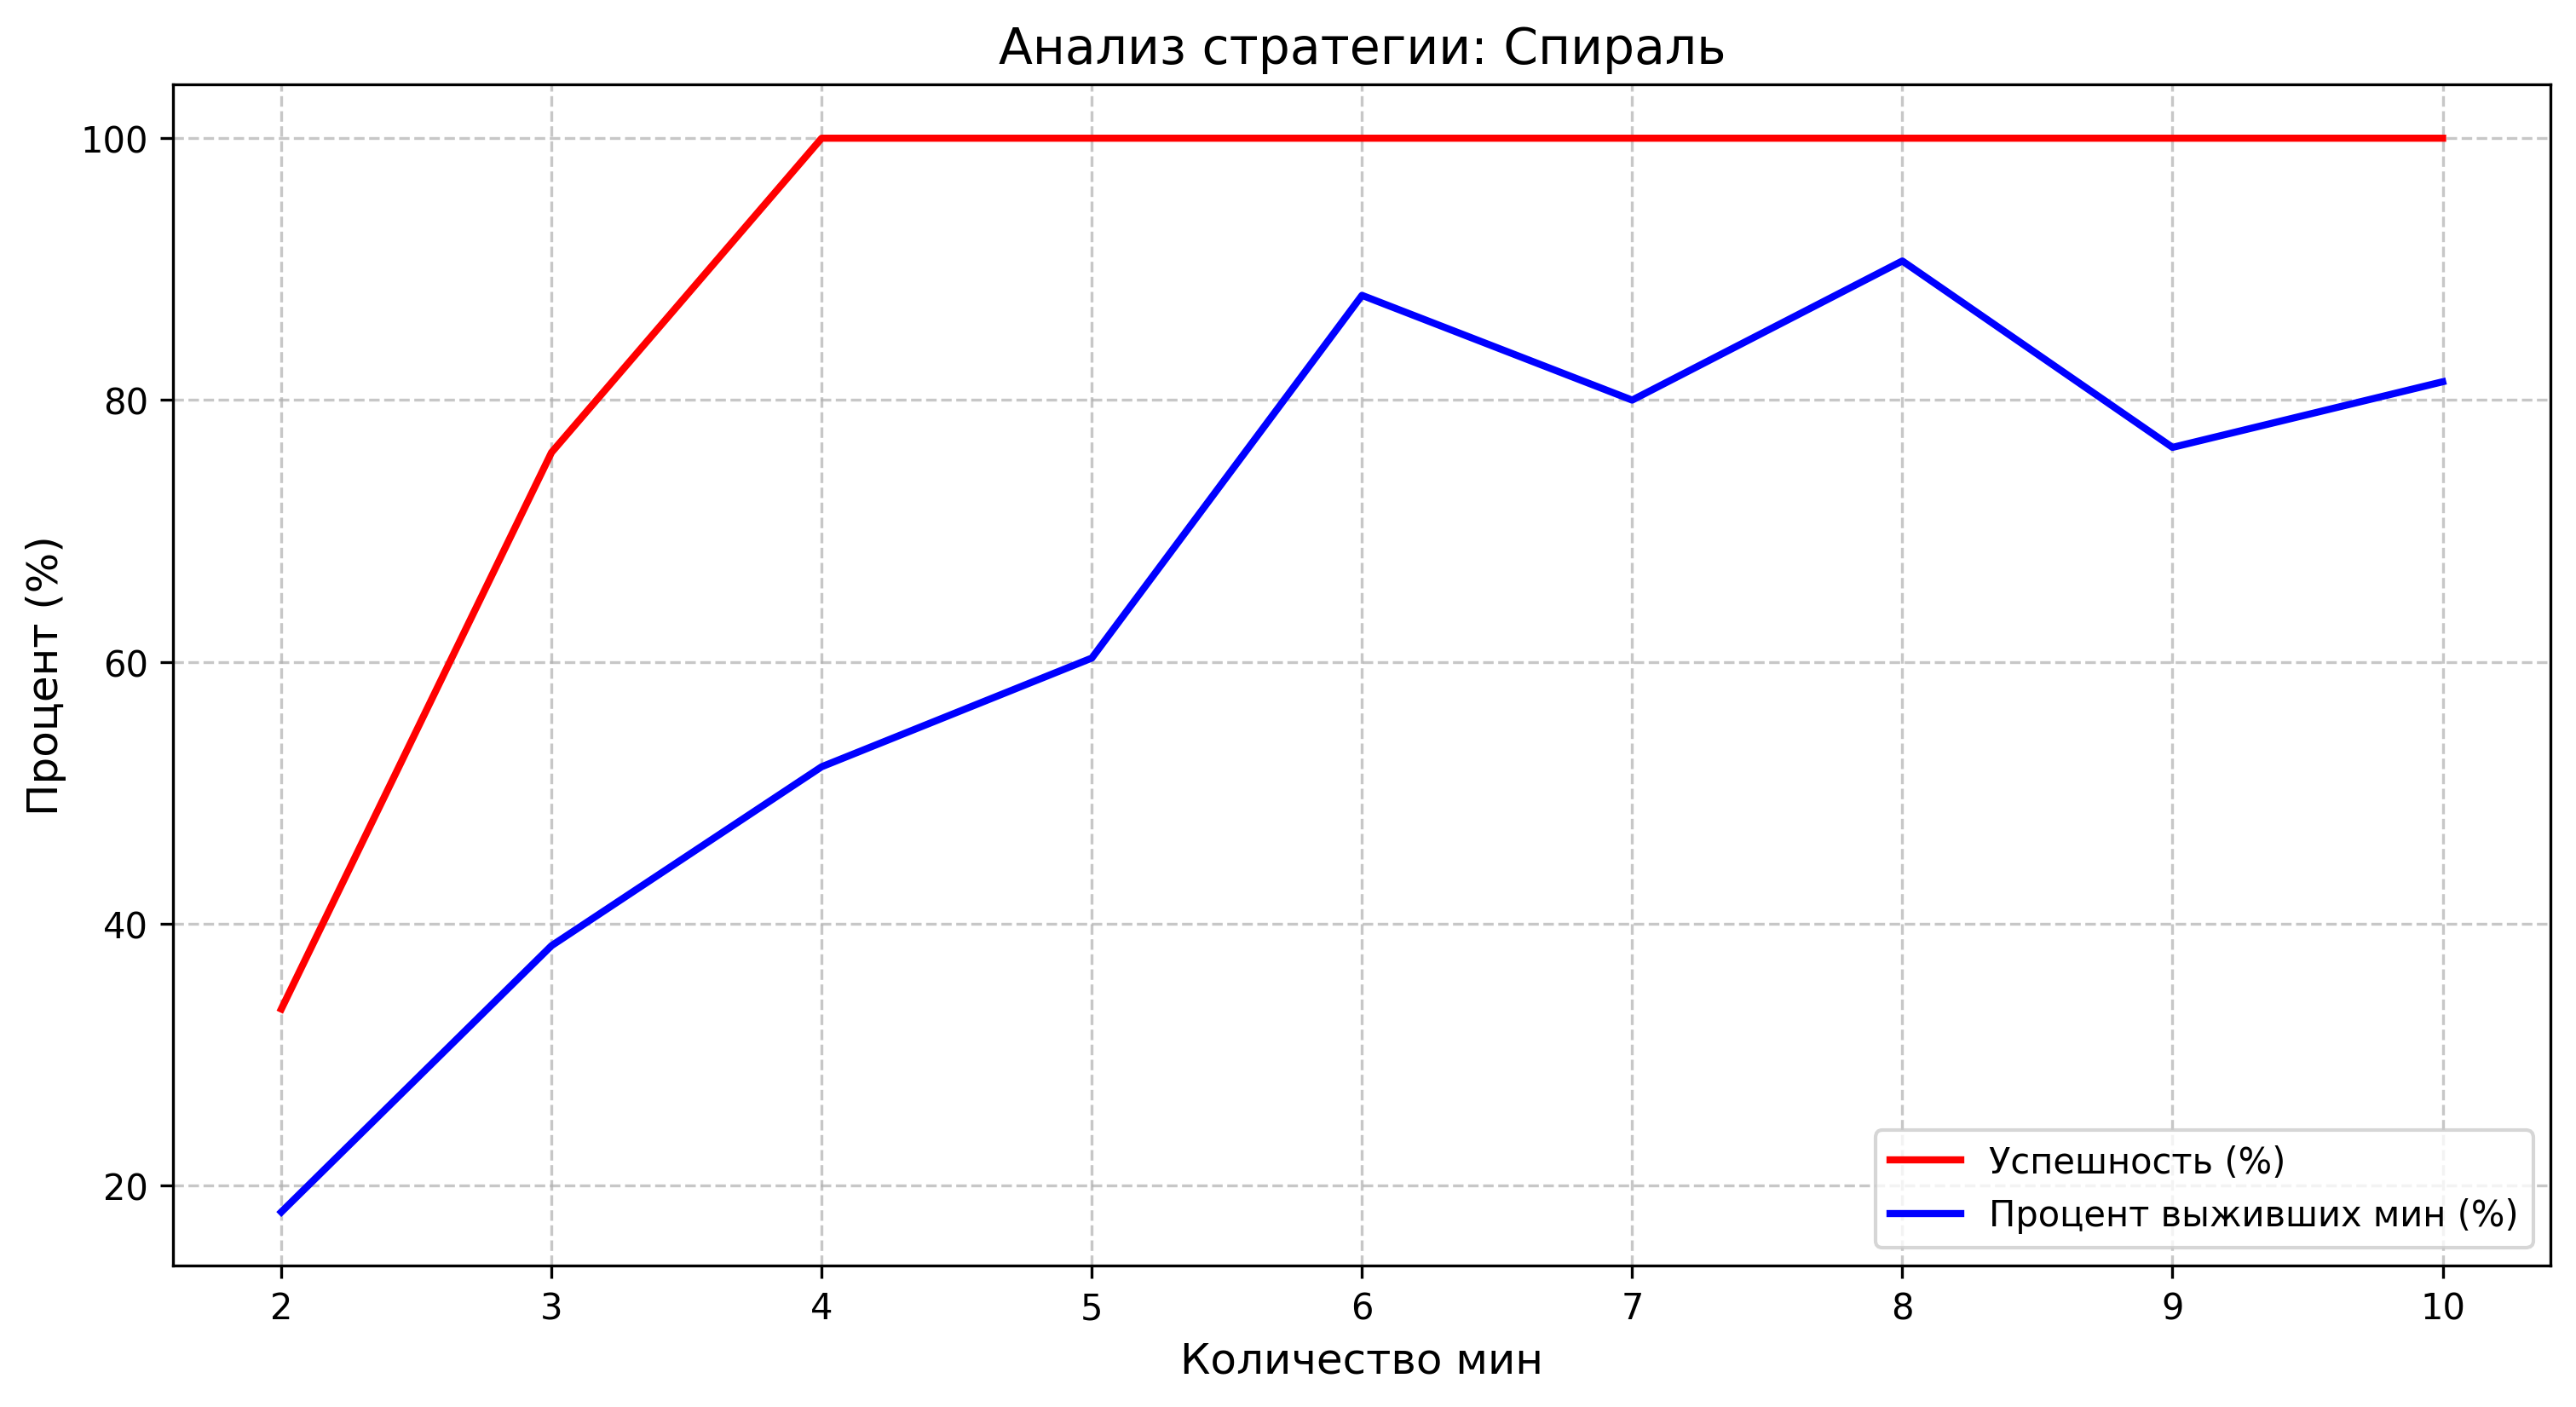 Анализ стратегии: Спираль
Процент (%)
100
80
60
40
20
2 3 4 5 6 7 8 9 10
Количество мин
Успешность (%)
Процент выживших мин (%)